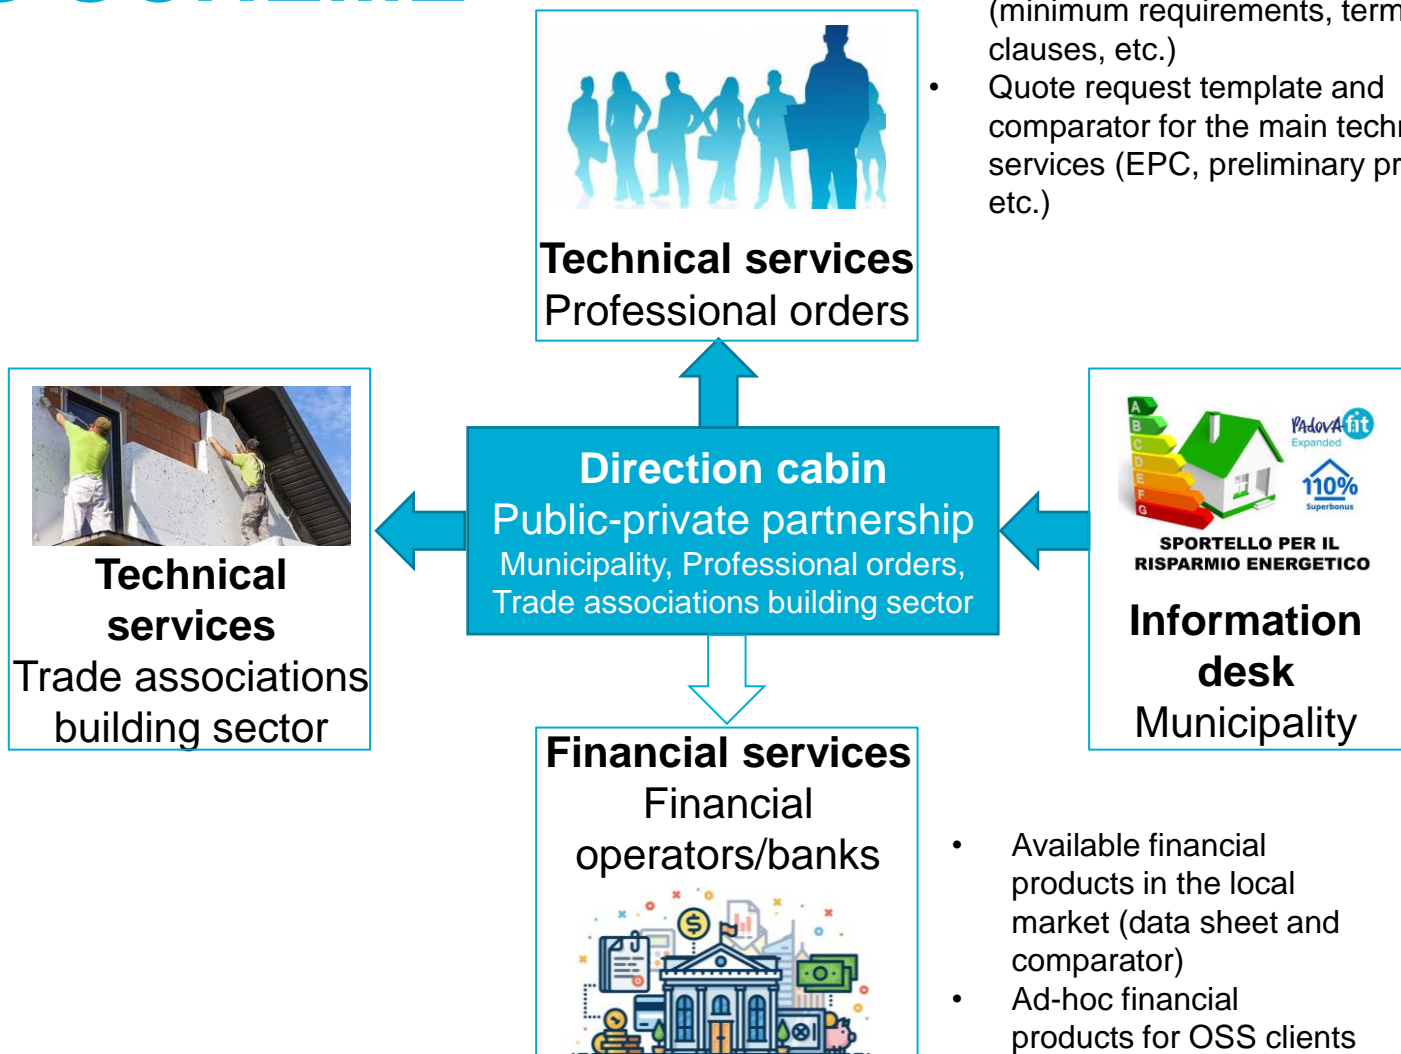 SCHEME
(minimum requirements, term
clauses, etc.)
• Quote request template and
comparator for the main techn
services (EPC, preliminary pr
etc.)
Technical services
Professional orders
Technical
services
Trade associations
building sector
Direction cabin
Public-private partnership
Municipality, Professional orders,
Trade associations building sector
A
B
C
D
E
F
G
PAdovA fit
Expanded
110%
Superbonus
SPORTELLO PER IL
RISPARMIO ENERGETICO
Information
desk
Municipality
Financial services
Financial
operators/banks
• Available financial
products in the local
market (data sheet and
comparator)
• Ad-hoc financial
products for OSS clients